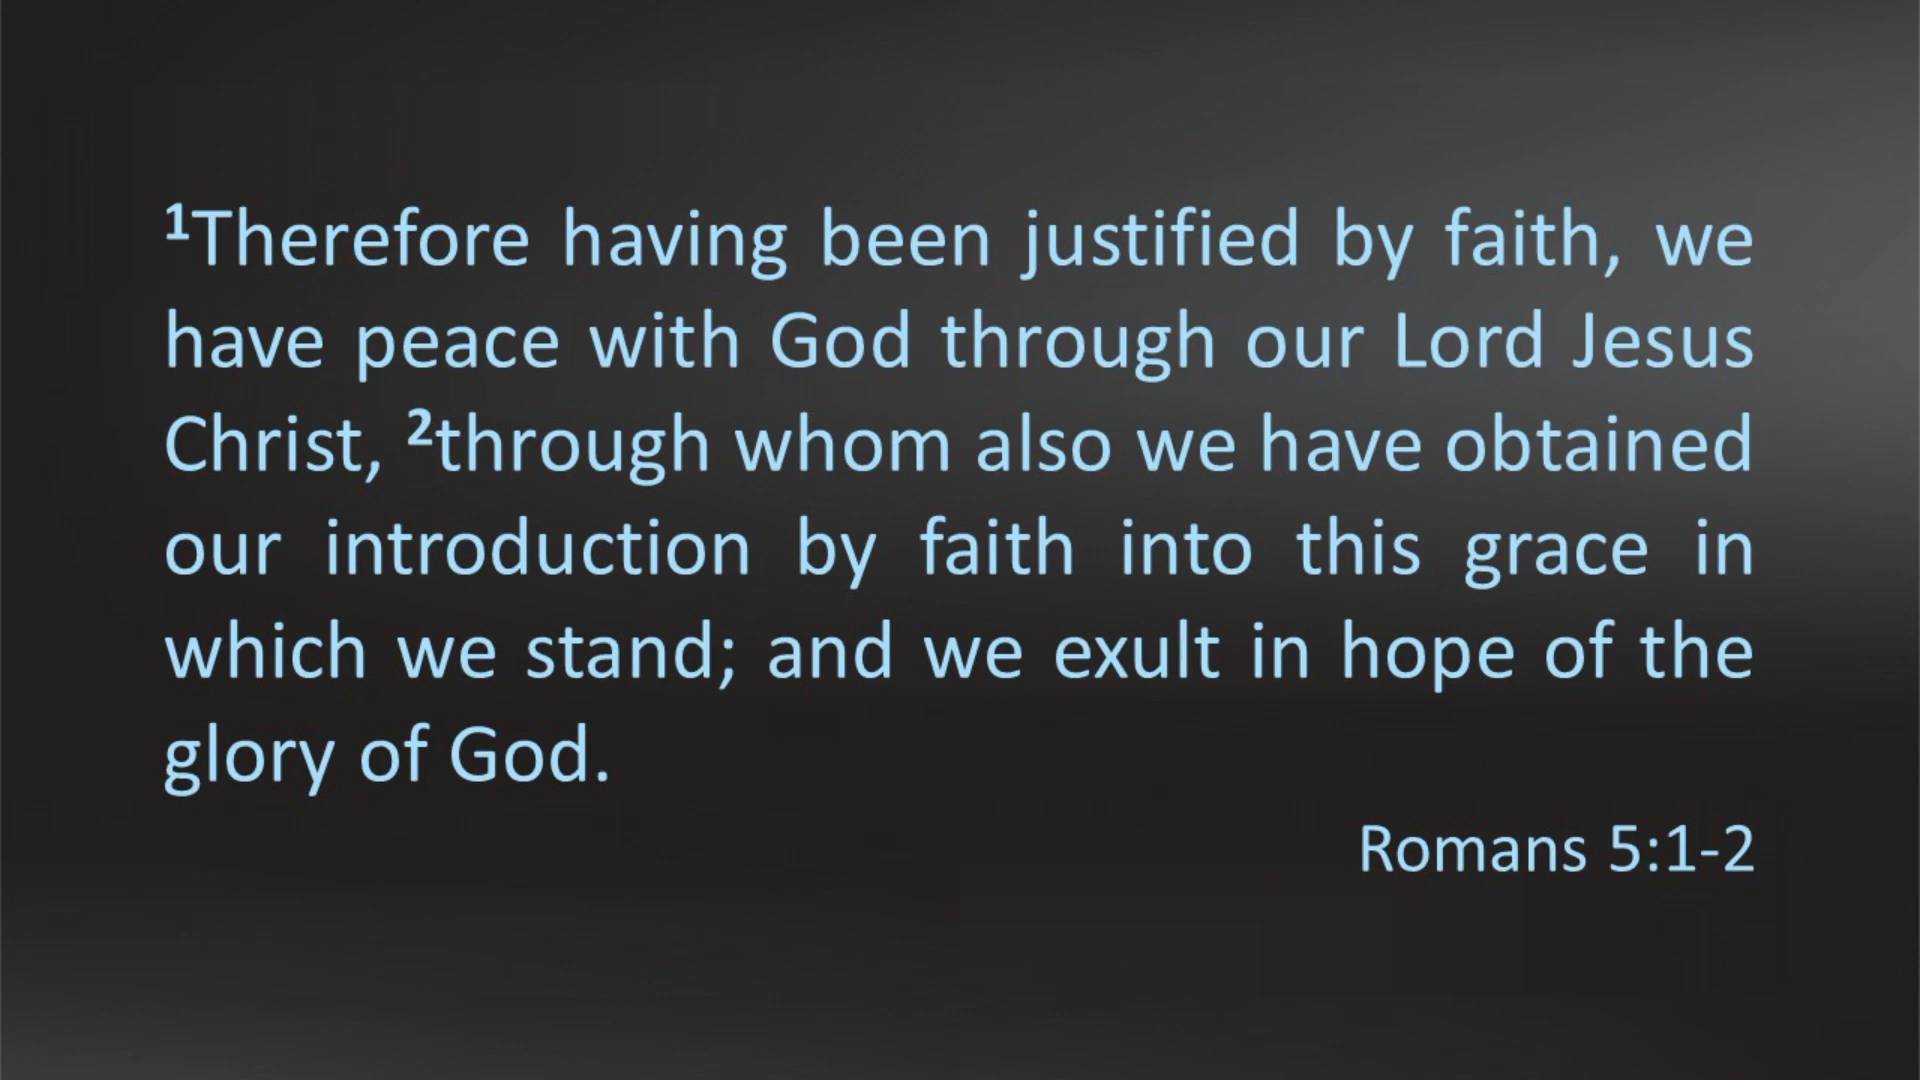 ¹Therefore having been justified by faith, we
have peace with God through our Lord Jesus
Christ, ²through whom also we have obtained
our introduction by faith into this grace in
which we stand; and we exult in hope of the
glory of God.
Romans 5:1-2